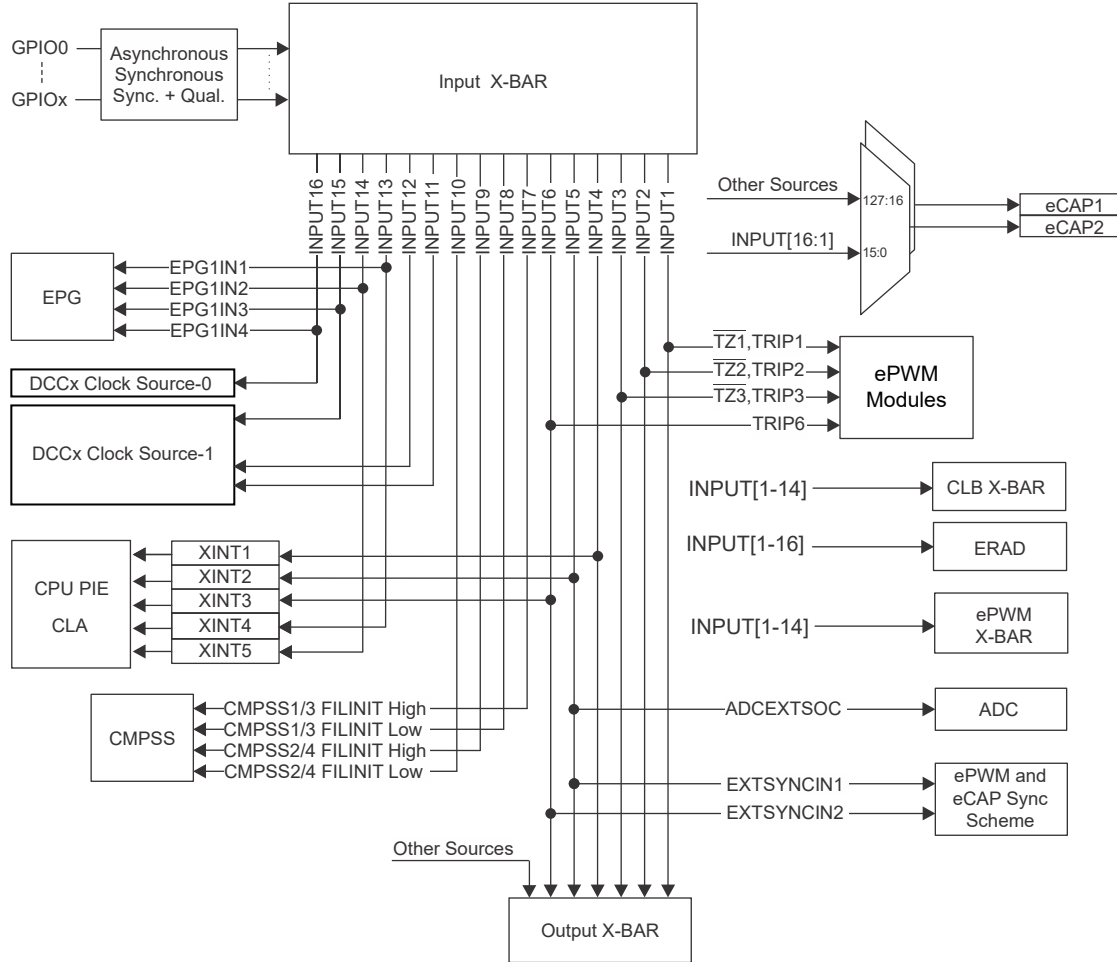 GPIO0
GPIOx
Asynchronous
Synchronous
Sync. + Qual.
Input X-BAR
INPUT16
INPUT15
INPUT14
INPUT13
INPUT12
INPUT11
INPUT10
INPUT9
INPUT8
INPUT7
INPUT6
INPUT5
INPUT4
INPUT3
INPUT2
INPUT1
Other Sources
127:16
INPUT[16:1]
15:0
eCAP1
eCAP2
EPG
EPG1IN1
EPG1IN2
EPG1IN3
EPG1IN4
DCCx Clock Source-0
DCCx Clock Source-1
TZ1,TRIP1
TZ2,TRIP2
TZ3,TRIP3
TRIP6
ePWM
Modules
INPUT[1-14]
CLB X-BAR
INPUT[1-16]
ERAD
INPUT[1-14]
ePWM
X-BAR
CPU PIE
CLA
XINT1
XINT2
XINT3
XINT4
XINT5
CMPSS
CMPSS1/3 FILINIT High
CMPSS1/3 FILINIT Low
CMPSS2/4 FILINIT High
CMPSS2/4 FILINIT Low
ADCEXTSOC
ADC
EXTSYNCIN1
EXTSYNCIN2
ePWM and
eCAP Sync
Scheme
Other Sources
Output X-BAR